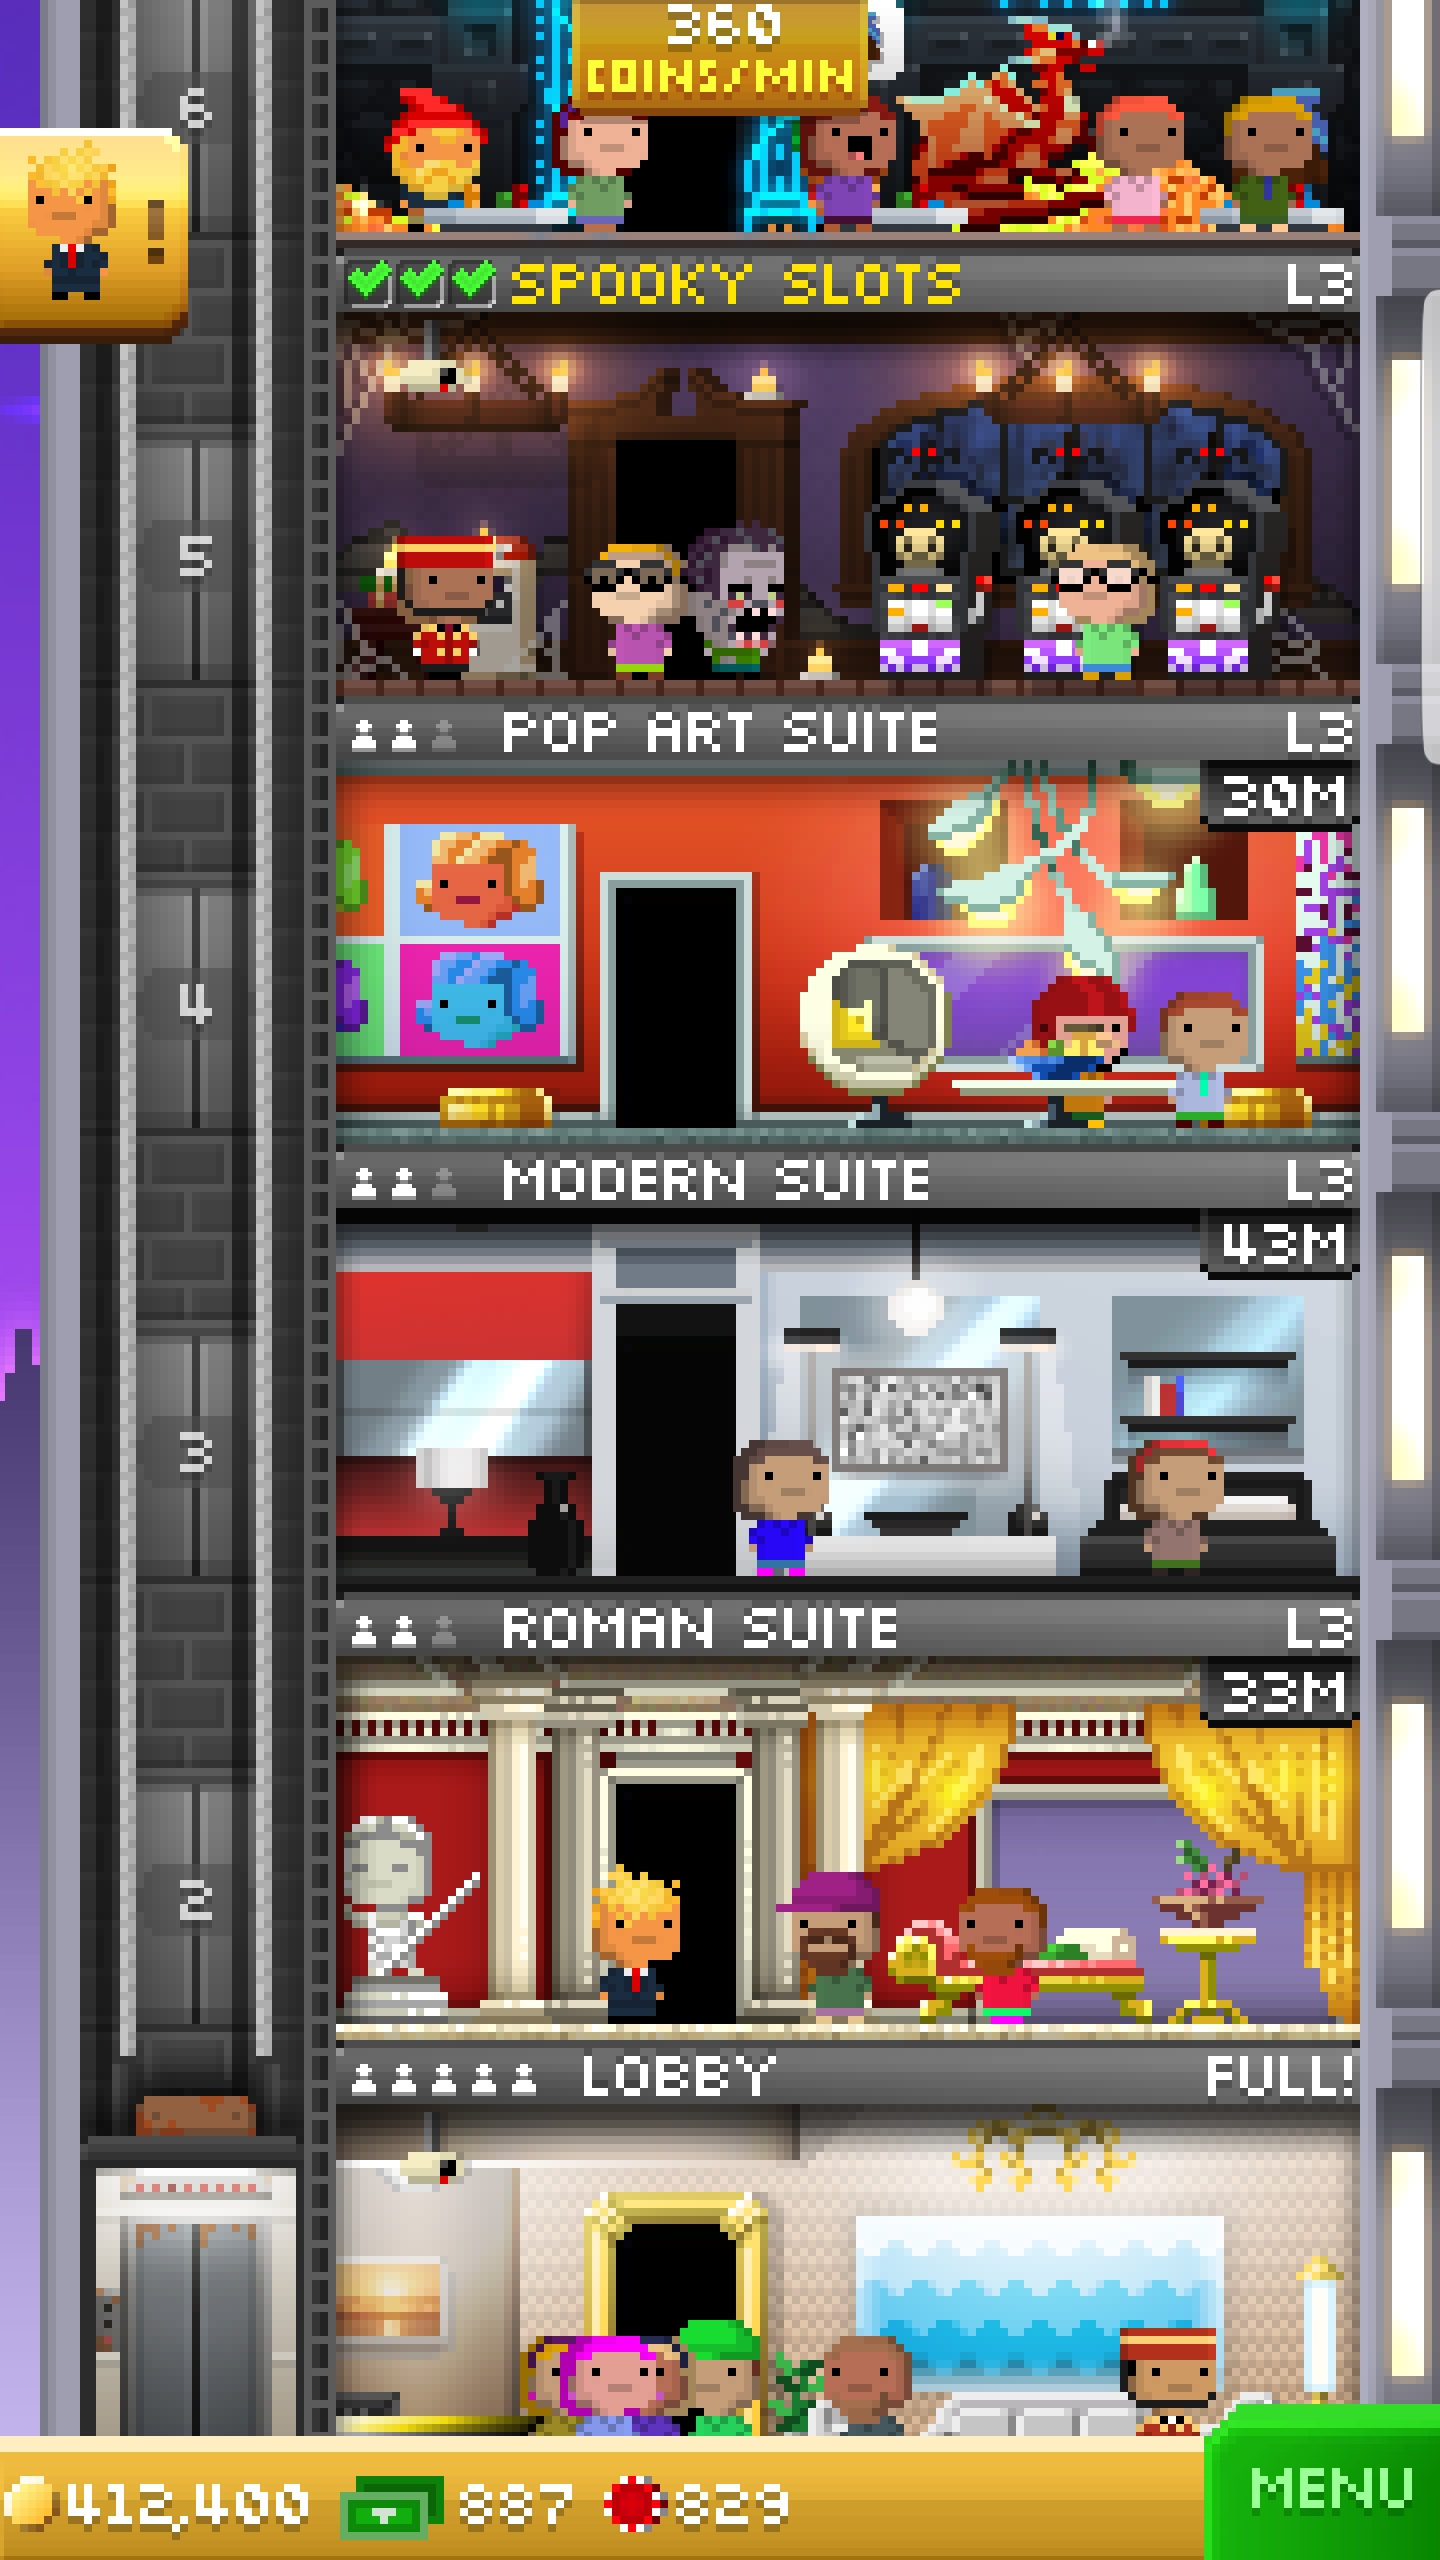 360
COINS/MIN
6
!
SPOOKY SLOTS L3
5
POP ART SUITE L3
30M
4
MODERN SUITE L3
43M
3
ROMAN SUITE L3
33M
2
LOBBY FULL!
412,400 887 829 MENU